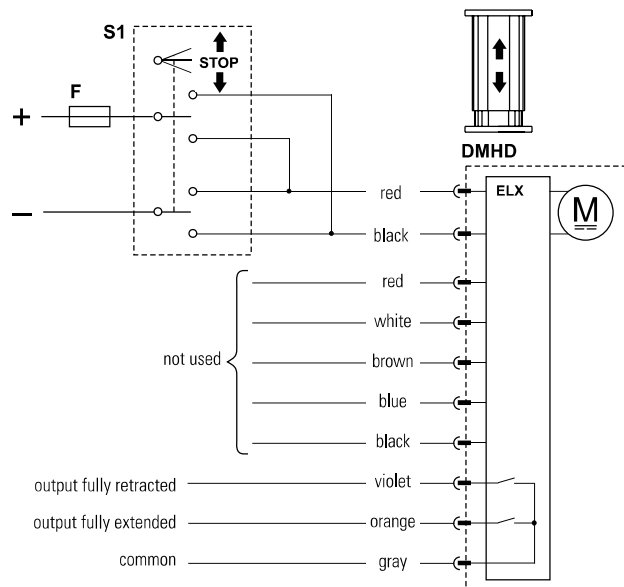 S1
STOP
F
+
–
DMHD
ELX
M
red
black
red
white
not used
brown
blue
black
output fully retracted violet
output fully extended orange
common gray